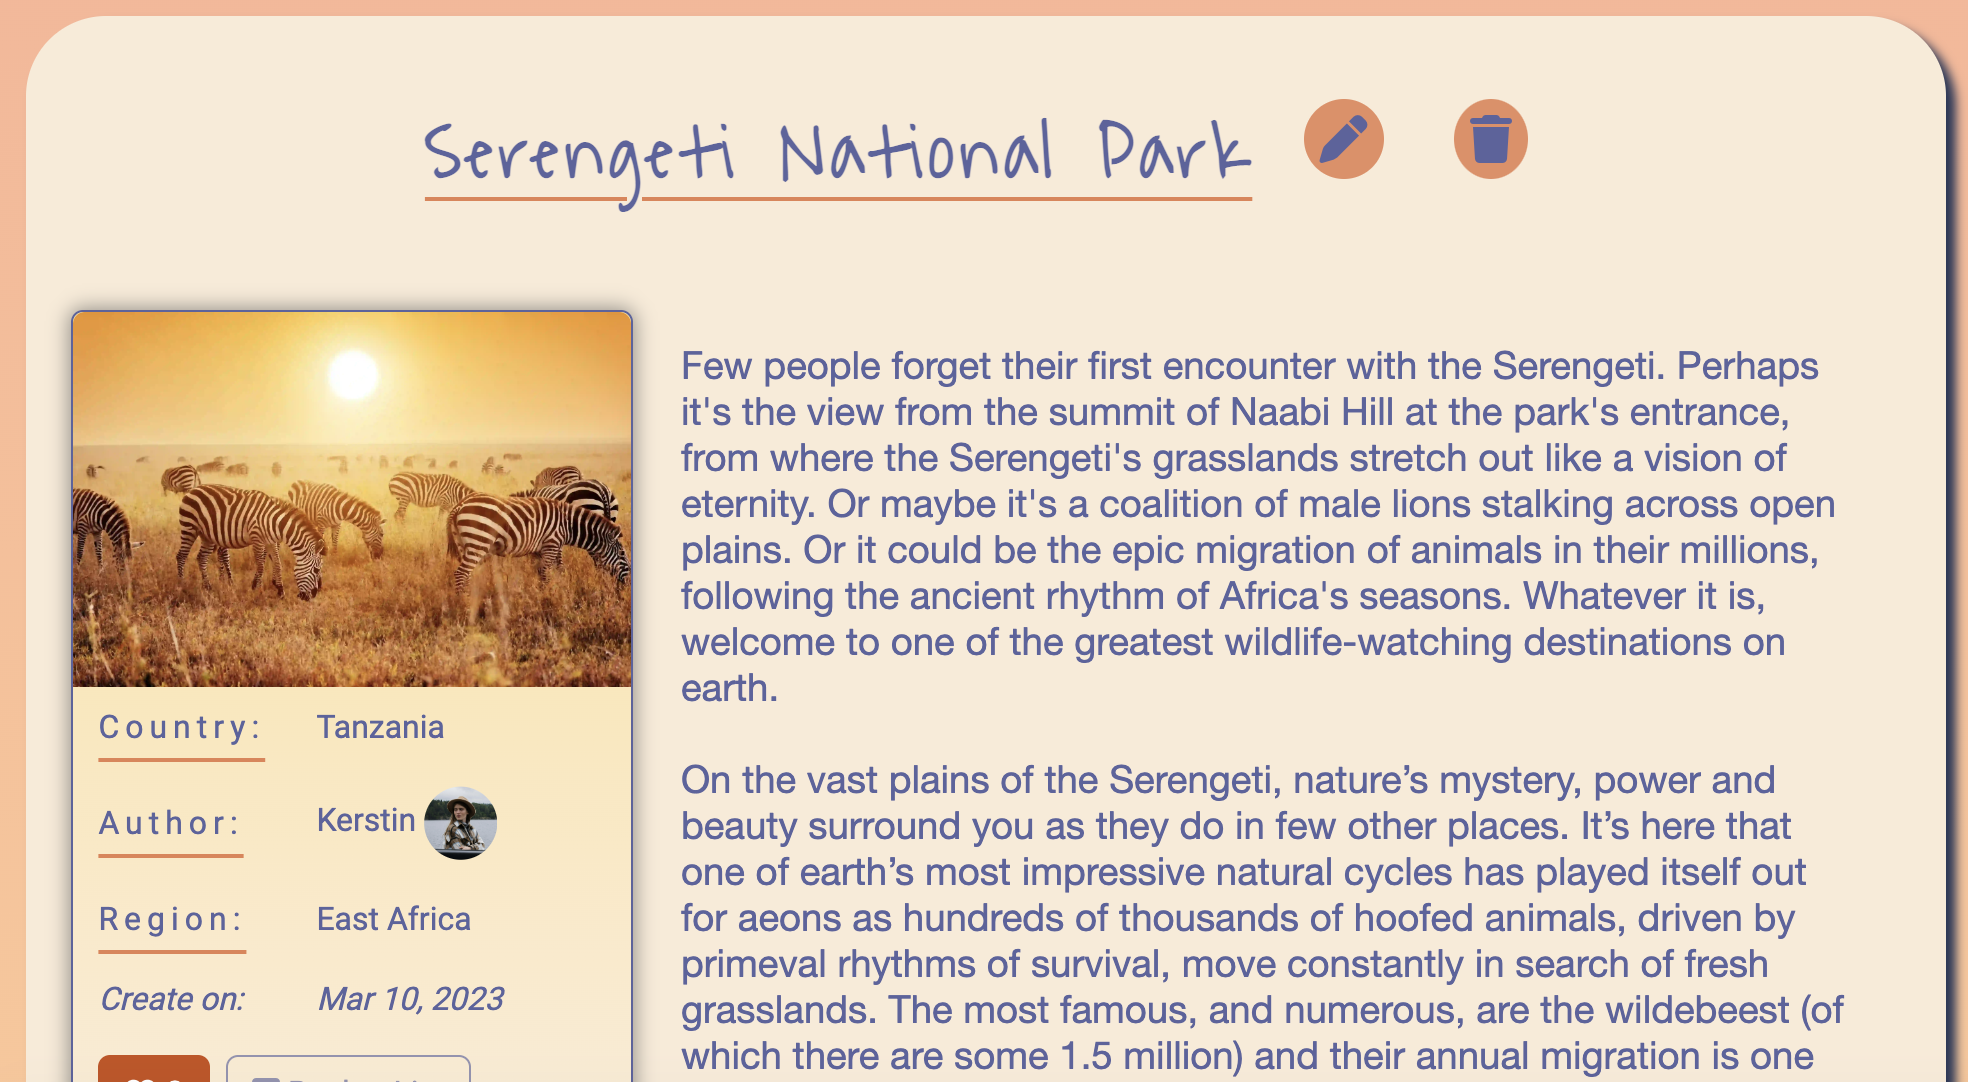 Serengeti National Park
Country: Tanzania
Author: Kerstin
Region: East Africa
Create on: Mar 10, 2023
Few people forget their first encounter with the Serengeti. Perhaps
it's the view from the summit of Naabi Hill at the park's entrance,
from where the Serengeti's grasslands stretch out like a vision of
eternity. Or maybe it's a coalition of male lions stalking across open
plains. Or it could be the epic migration of animals in their millions,
following the ancient rhythm of Africa's seasons. Whatever it is,
welcome to one of the greatest wildlife-watching destinations on
earth.
On the vast plains of the Serengeti, nature’s mystery, power and
beauty surround you as they do in few other places. It’s here that
one of earth’s most impressive natural cycles has played itself out
for aeons as hundreds of thousands of hoofed animals, driven by
primeval rhythms of survival, move constantly in search of fresh
grasslands. The most famous, and numerous, are the wildebeest (of
which there are some 1.5 million) and their annual migration is one